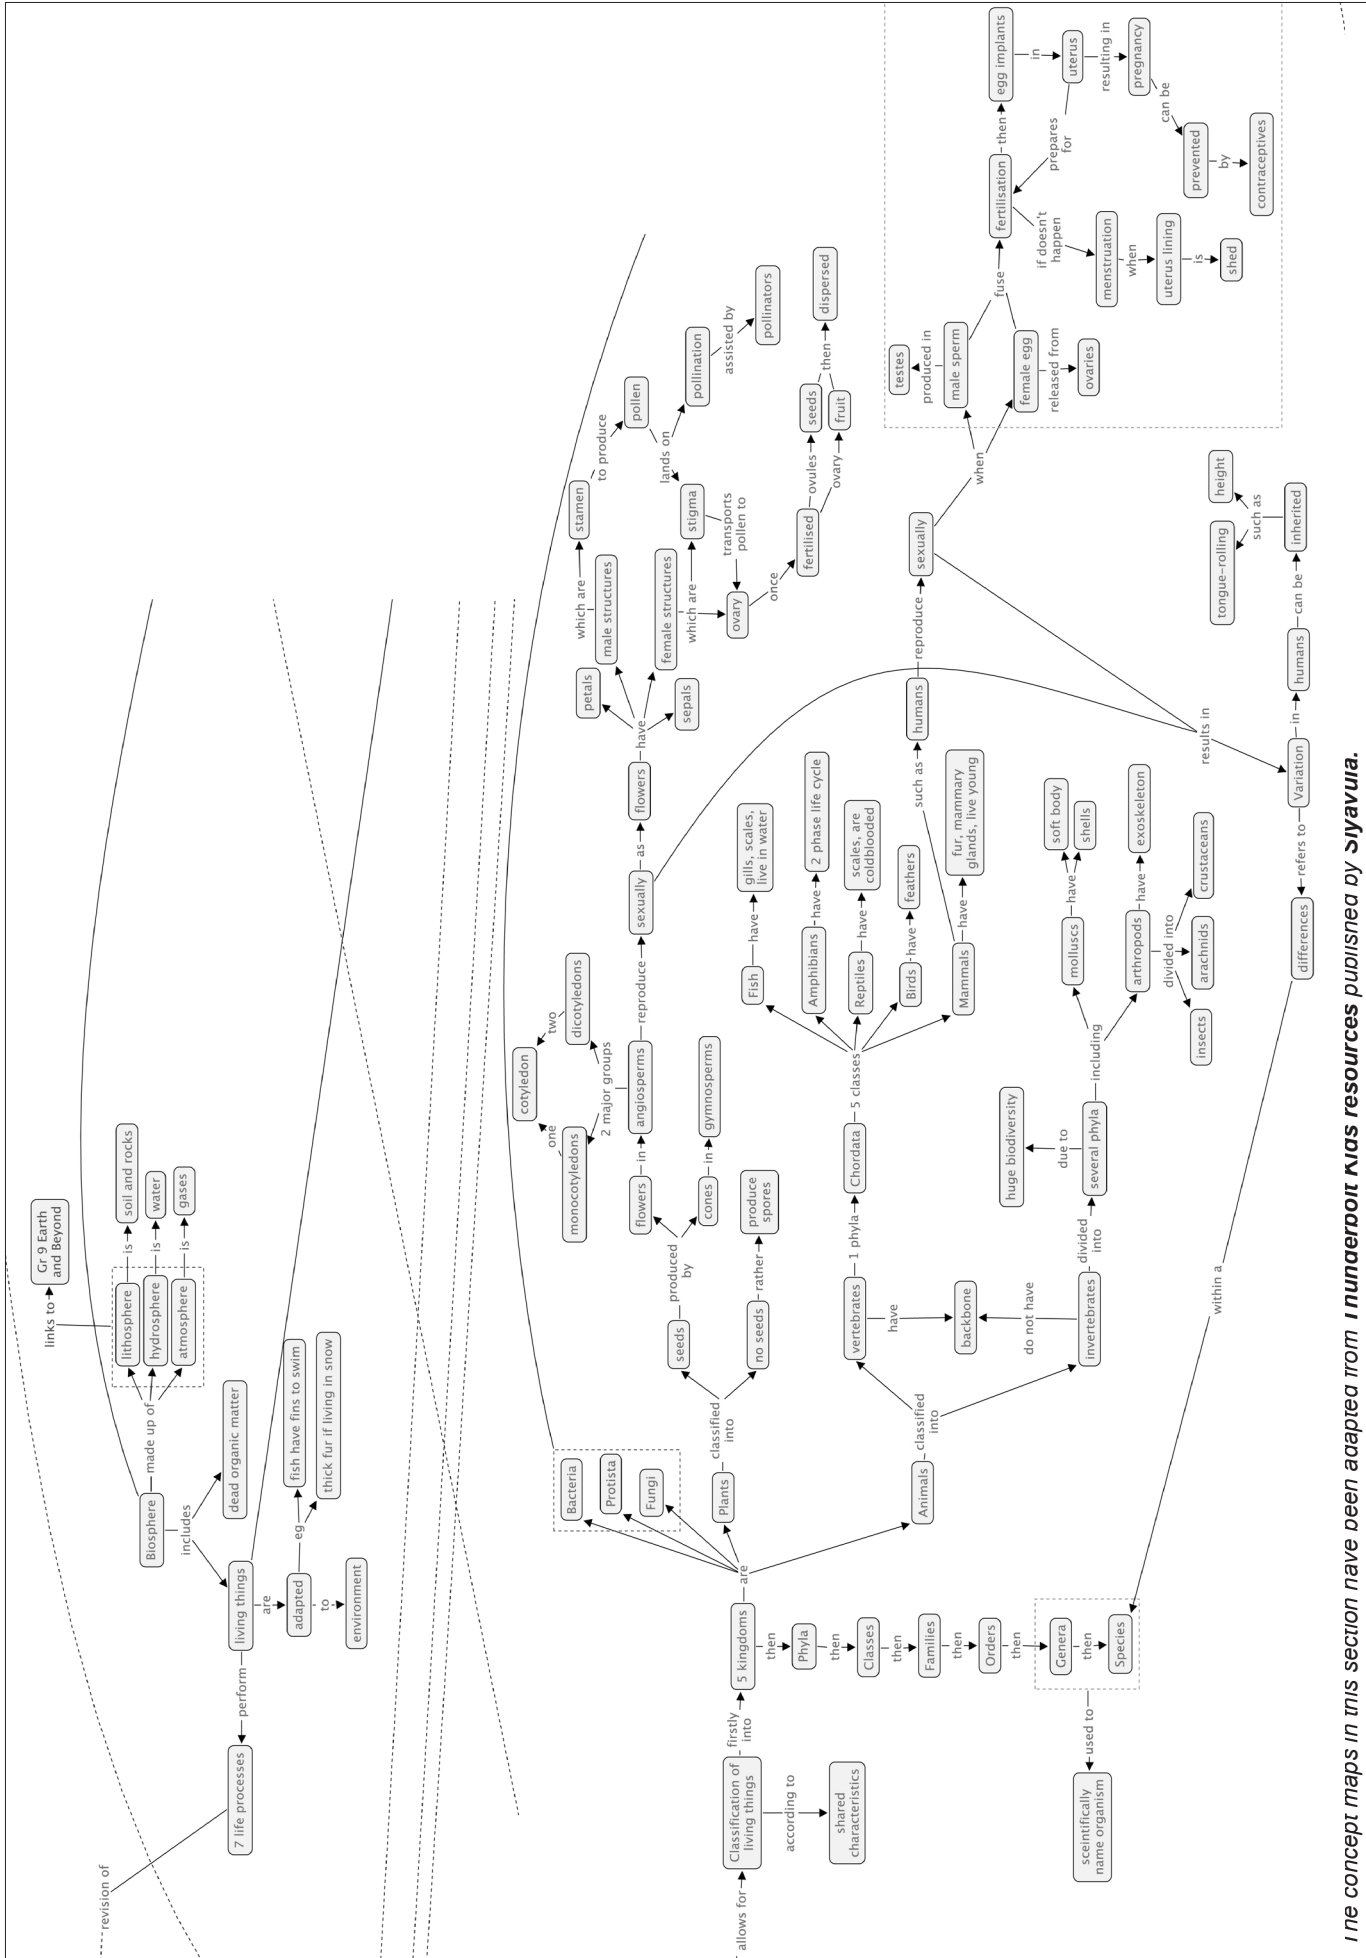 revision of
7 life processes
perform
living things
are
adapted
to
environment
eg
fish have fins to swim
thick fur if living in snow
Biosphere
includes
dead organic matter
made up of
lithosphere
hydrosphere
atmosphere
is
soil and rocks
is
water
is
gases
links to
Gr 9 Earth
and Beyond
allows for
Classification of
living things
according to
shared
characteristics
firstly
into
5 kingdoms
then
Phyla
then
Classes
then
Families
then
Orders
then
Genera
then
Species
used to
sceintifically
name organism
are
Bacteria
Protista
Fungi
Plants
Animals
classified
into
seeds
no seeds
rather
produce
spores
produced
by
flowers
cones
in
gymnosperms
in
angiosperms
2 major groups
monocotyledons
dicotyledons
one
two
cotyledon
reproduce
sexually
as
flowers
have
petals
sepals
male structures
female structures
which are
stamen
to produce
pollen
lands on
pollination
assisted by
pollinators
which are
stigma
transports
pollen to
ovary
once
fertilised
ovules
seeds
ovary
fruit
then
dispersed
classified
into
vertebrates
invertebrates
have
backbone
do not have
1 phyla
Chordata
5 classes
Fish
have
gills, scales,
live in water
Amphibians
have
2 phase life cycle
Reptiles
have
scales, are
coldblooded
Birds
have
feathers
Mammals
have
fur, mammary
glands, live young
such as
humans
reproduce
sexually
when
male sperm
produced in
testes
female egg
released from
ovaries
fuse
fertilisation
then
egg implants
in
uterus
prepares
for
resulting in
pregnancy
can be
prevented
by
contraceptives
if doesn't
happen
menstruation
when
uterus lining
is
shed
divided
into
several phyla
due to
huge biodiversity
including
molluscs
have
soft body
shells
arthropods
have
exoskeleton
divided into
insects
arachnids
crustaceans
results in
Variation
refers to
differences
within a
in
humans
can be
inherited
such as
tongue-rolling
height
The concept maps in this section have been adapted from Thunderbolt Kids resources published by Siyavula.